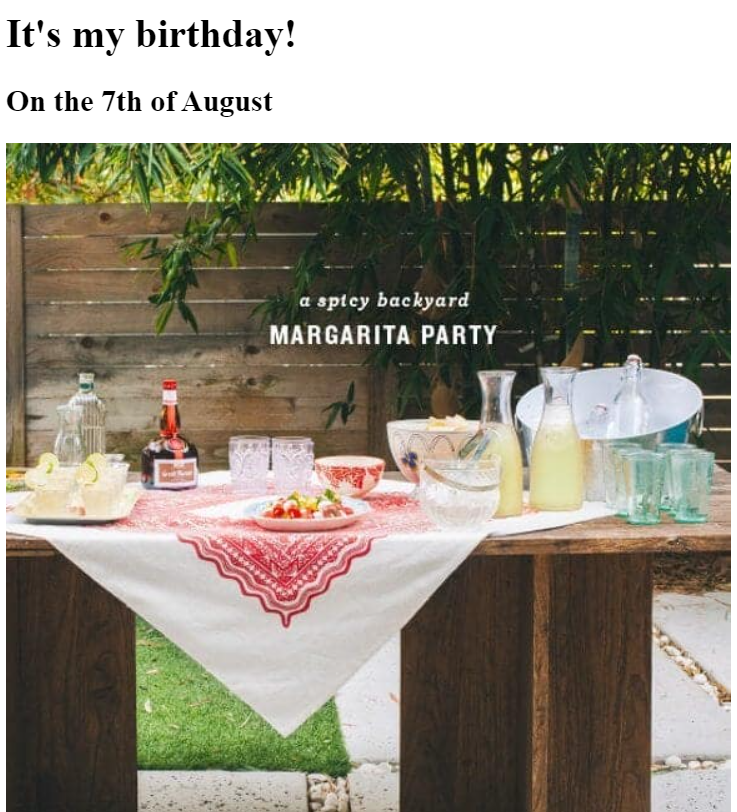 It's my birthday!
On the 7th of August
a spicy backyard
MARGARITA PARTY